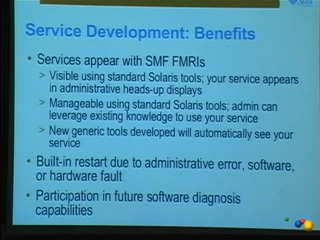 Service Development: Benefits
• Services appear with SMF FMRIs
> Visible using standard Solaris tools; your service appears
in administrative heads-up displays
> Manageable using standard Solaris tools; admin can
leverage existing knowledge to use your service
> New generic tools developed will automatically see your
service
• Built-in restart due to administrative error, software,
or hardware fault
• Participation in future software diagnosis
capabilities